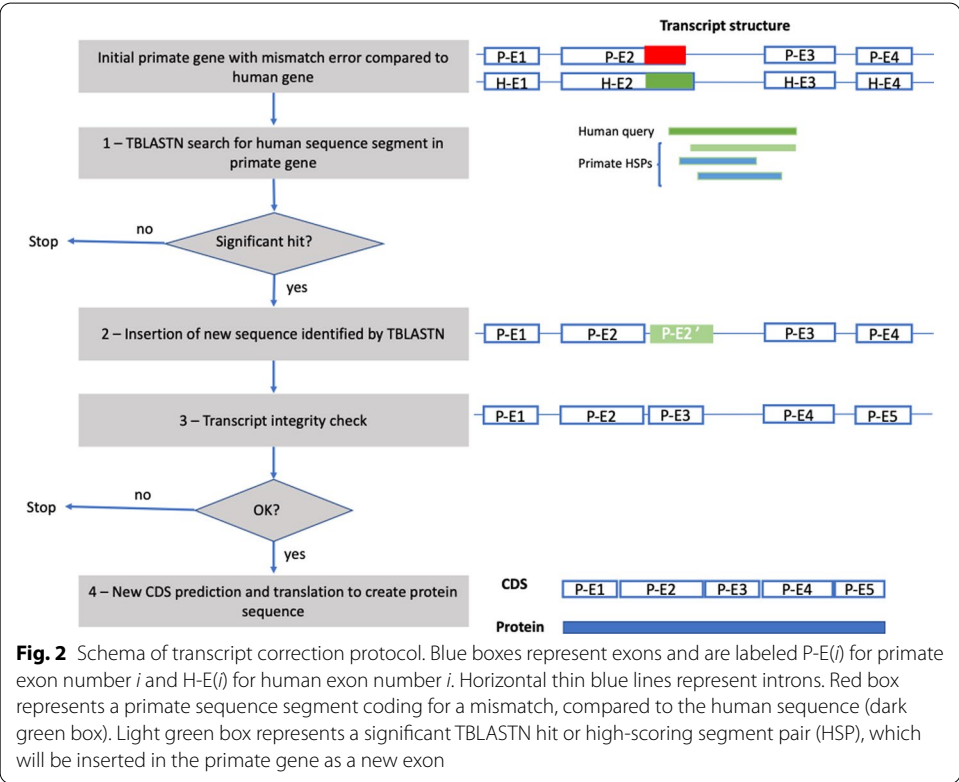 Transcript structure
Initial primate gene with mismatch error compared to
human gene
P-E1 P-E2 P-E3 P-E4
H-E1 H-E2 H-E3 H-E4
1 – TBLASTN search for human sequence segment in
primate gene
Human query
Primate HSPs
Significant hit?
no
Stop
yes
2 – Insertion of new sequence identified by TBLASTN
P-E1 P-E2 P-E2’ P-E3 P-E4
3 – Transcript integrity check
P-E1 P-E2 P-E3 P-E4 P-E5
OK?
no
Stop
yes
4 – New CDS prediction and translation to create protein
sequence
CDS
P-E1 P-E2 P-E3 P-E4 P-E5
Protein
Fig. 2 Schema of transcript correction protocol. Blue boxes represent exons and are labeled P-E(i) for primate
exon number i and H-E(i) for human exon number i. Horizontal thin blue lines represent introns. Red box
represents a primate sequence segment coding for a mismatch, compared to the human sequence (dark
green box). Light green box represents a significant TBLASTN hit or high-scoring segment pair (HSP), which
will be inserted in the primate gene as a new exon